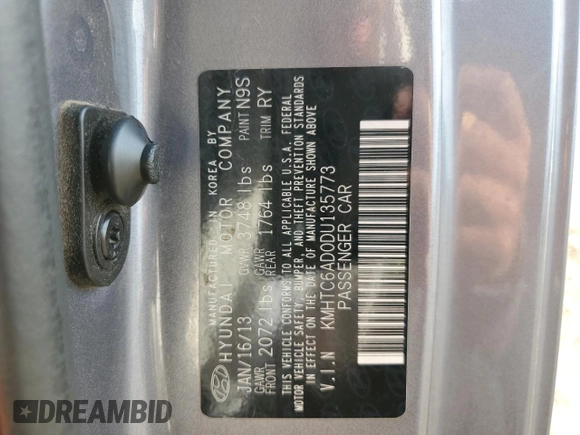 MANUFACTURED IN KOREA BY
HYUNDAI MOTOR COMPANY
JAN/16/13 GVWR 3748 lbs PAINT N9S
GAWR FRONT 2072 lbs GAWR REAR 1764 lbs TRIM RY
THIS VEHICLE CONFORMS TO ALL APPLICABLE U.S.A. FEDERAL
MOTOR VEHICLE SAFETY, BUMPER, AND THEFT PREVENTION STANDARDS
IN EFFECT ON THE DATE OF MANUFACTURE SHOWN ABOVE
V.I.N KMHTC6AD0DU135773
PASSENGER CAR
DREAMBID